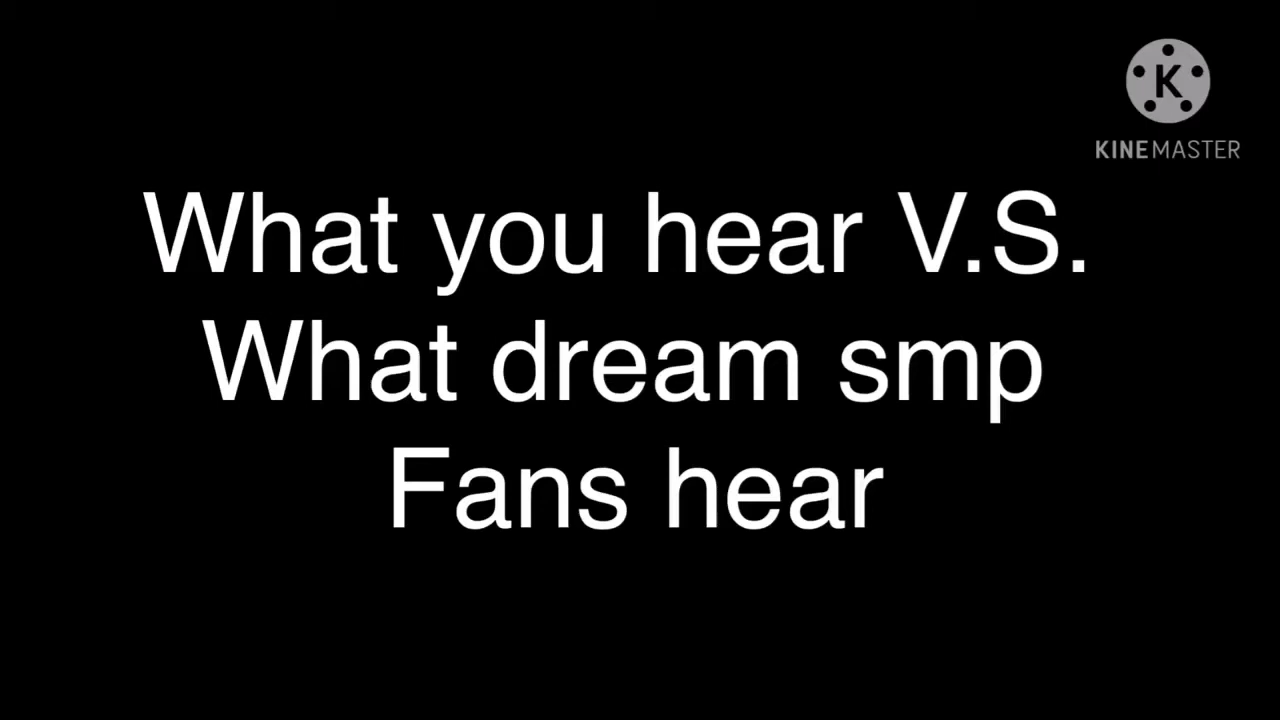 K
KINEMASTER
What you hear V.S.
What dream smp
Fans hear